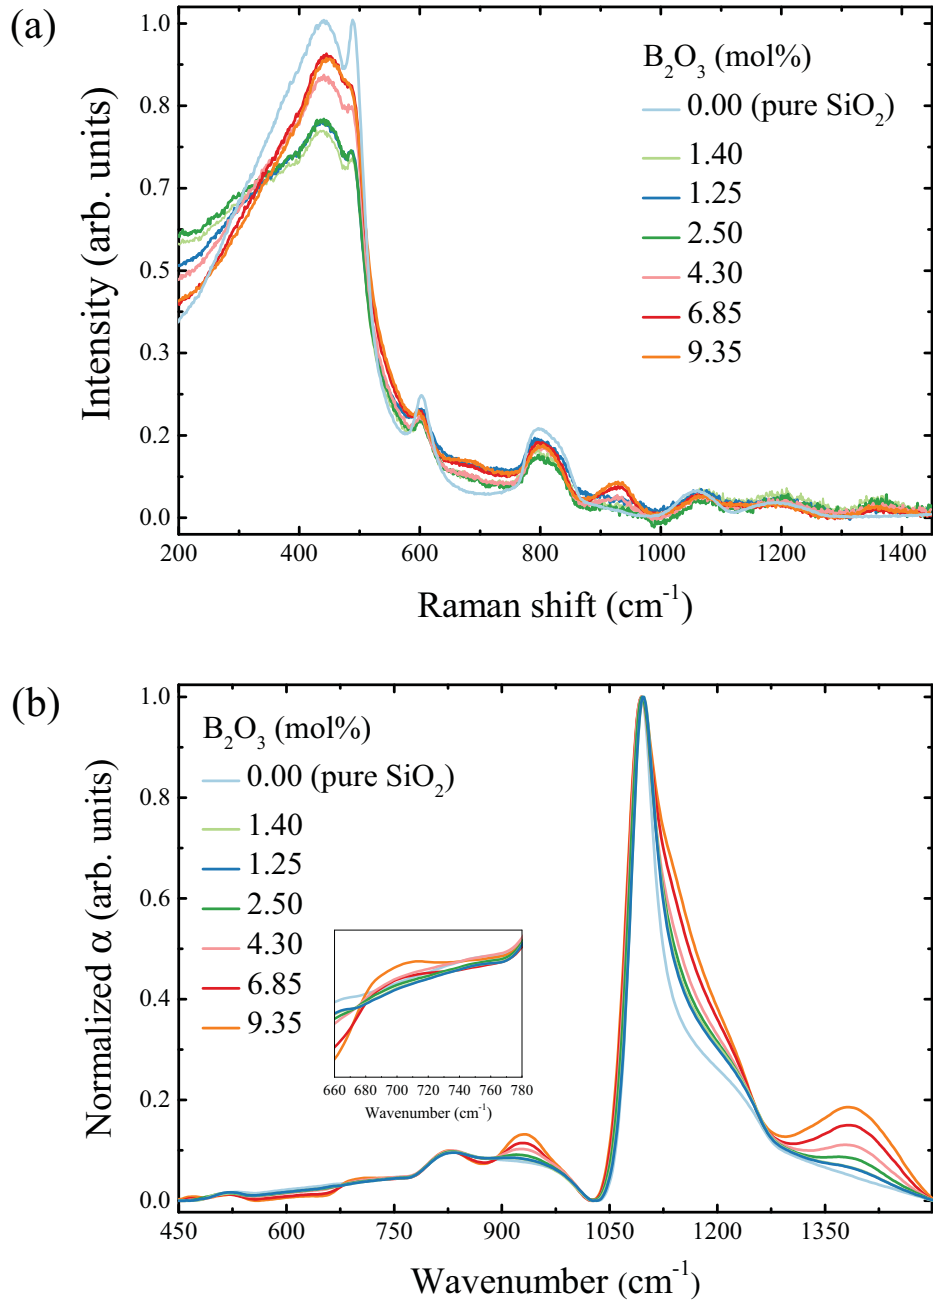 (a)
Intensity (arb. units)
1.0
0.8
0.7
0.5
0.3
0.2
0.0
B₂O₃ (mol%)
0.00 (pure SiO₂)
1.40
1.25
2.50
4.30
6.85
9.35
200 400 600 800 1000 1200 1400
Raman shift (cm⁻¹)
(b)
Normalized α (arb. units)
1.0
0.8
0.6
0.4
0.2
0.0
B₂O₃ (mol%)
0.00 (pure SiO₂)
1.40
1.25
2.50
4.30
6.85
9.35
660 680 700 720 740 760 780
Wavenumber (cm⁻¹)
450 600 750 900 1050 1200 1350
Wavenumber (cm⁻¹)